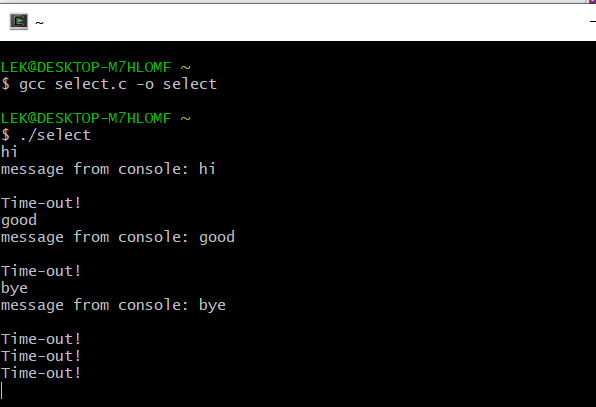 ~
LEK@DESKTOP-M7HLOMF ~
$ gcc select.c -o select
LEK@DESKTOP-M7HLOMF ~
$ ./select
hi
message from console: hi
Time-out!
good
message from console: good
Time-out!
bye
message from console: bye
Time-out!
Time-out!
Time-out!